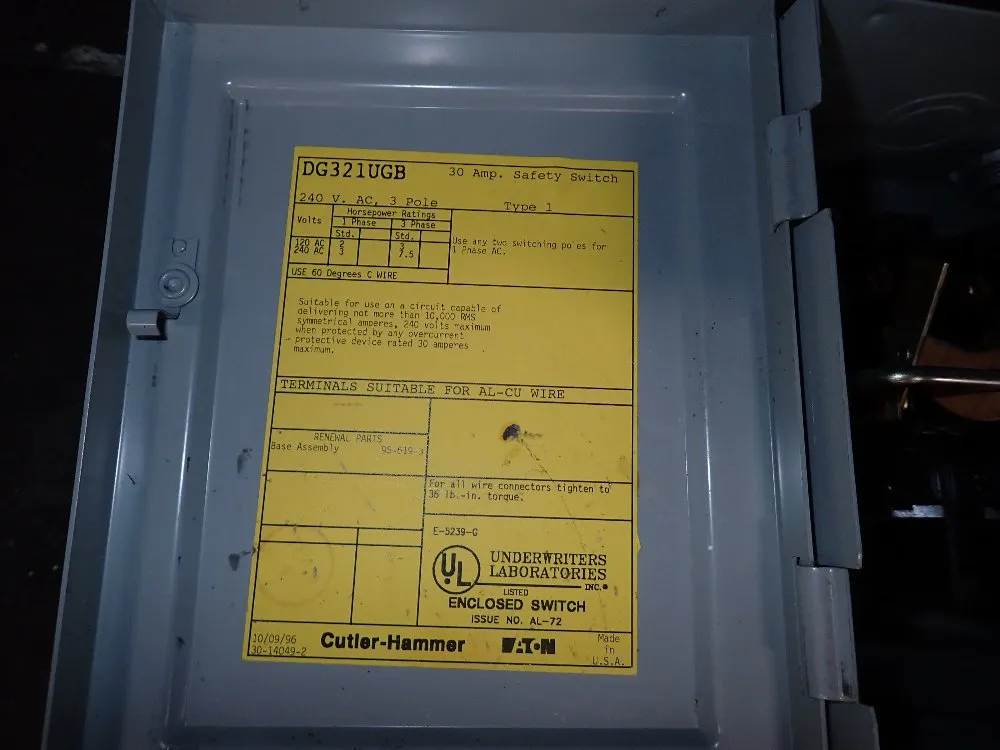 DG321UGB 30 Amp. Safety Switch
240 V. AC, 3 Pole Type 1
Horsepower Ratings
Volts 1 Phase 3 Phase
Std. Std.
120 AC 2 3
240 AC 3 7.5
Use any two switching poles for
1 Phase AC.
USE 60 Degrees C WIRE
Suitable for use on a circuit capable of
delivering not more than 10,000 RMS
symmetrical amperes, 240 volts maximum
when protected by any overcurrent
protective device rated 30 amperes
maximum.
TERMINALS SUITABLE FOR AL-CU WIRE
RENEWAL PARTS
Base Assembly 95-619-3
For all wire connectors tighten to
36 lb.-in. torque.
E-5239-G
UL
UNDERWRITERS
LABORATORIES
INC.®
LISTED
ENCLOSED SWITCH
ISSUE NO. AL-72
10/09/96
30-14049-2
Cutler-Hammer
EATON
Made
in
U.S.A.